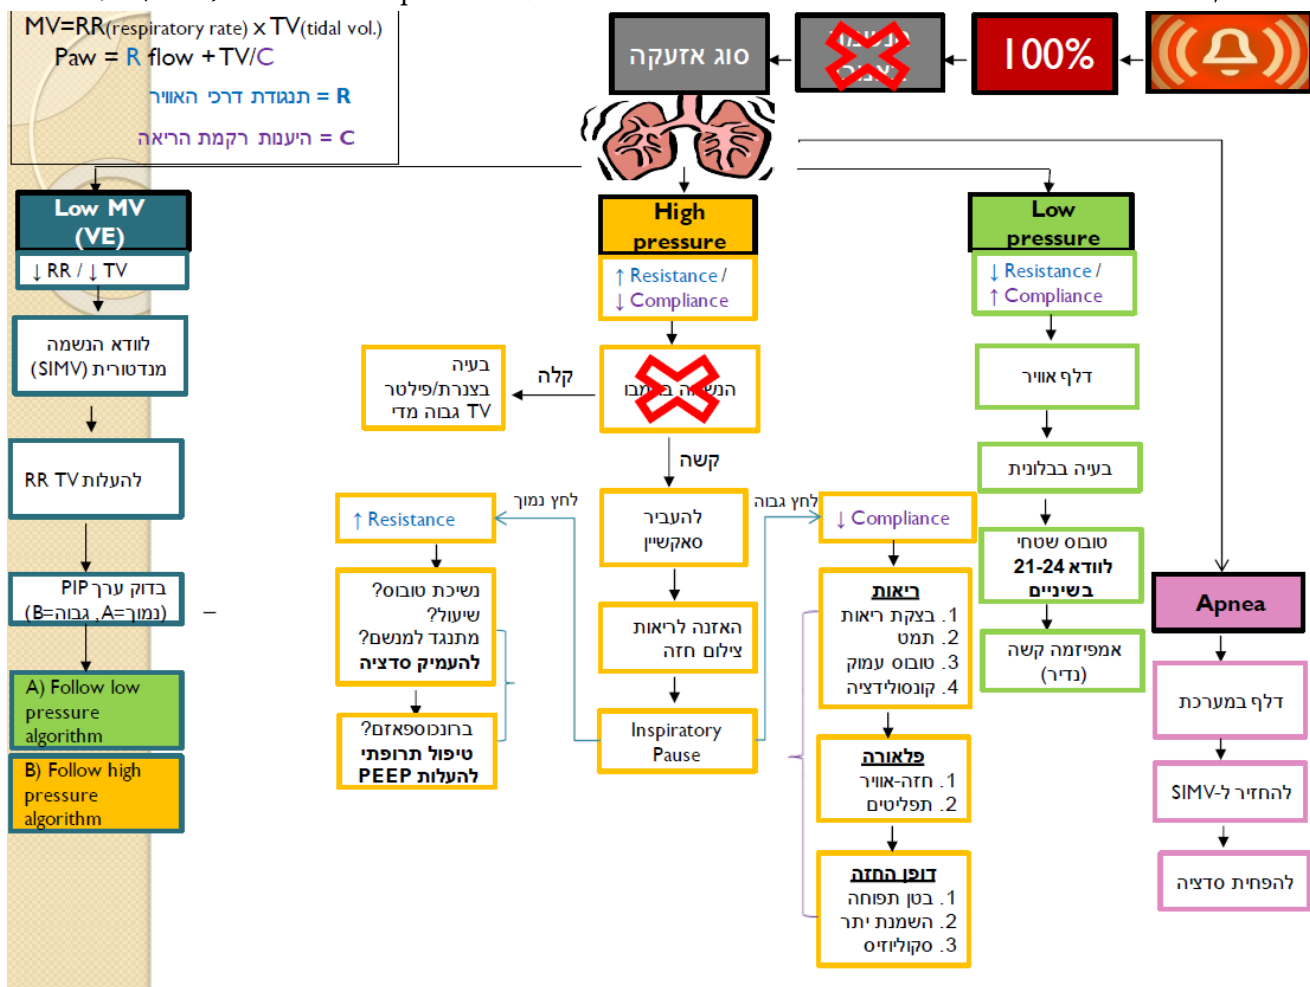 MV=RR(respiratory rate) x TV(tidal vol.)
Paw = R flow + TV/C
R = תנגודת דרכי האוויר
C = היענות רקמת הריאה
100%
סוג אזעקה
Low MV
(VE)
↓ RR / ↓ TV
לוודא הנשמה
מנדטורית (SIMV)
להעלות RR TV
בדוק ערך PIP
(נמוך=A, גבוה=B)
A) Follow low
pressure
algorithm
B) Follow high
pressure
algorithm
High
pressure
↑ Resistance /
↓ Compliance
הנשמה
קלה
בעיה
בצנרת/פילטר
TV גבוה מדי
קשה
להעביר
סאקשיין
האזנה לריאות
צילום חזה
Inspiratory
Pause
לחץ נמוך
↑ Resistance
נשיכת טובוס?
שיעול?
מתנגד למנשם?
להעמיק סדציה
ברונכוספאזם?
טיפול תרופתי
להעלות PEEP
לחץ גבוה
↓ Compliance
ריאות
1. בצקת ריאות
2. תמט
3. טובוס עמוק
4. קונסולידציה
פלאורה
1. חזה-אוויר
2. תפליטים
דופן החזה
1. בטן תפוחה
2. השמנת יתר
3. סקוליוזיס
Low
pressure
↓ Resistance /
↑ Compliance
דלף אוויר
בעיה בבלונית
טובוס שטחי
לוודא 21-24
בשיניים
אמפיזמה קשה
(נדיר)
Apnea
דלף במערכת
להחזיר ל-SIMV
להפחית סדציה